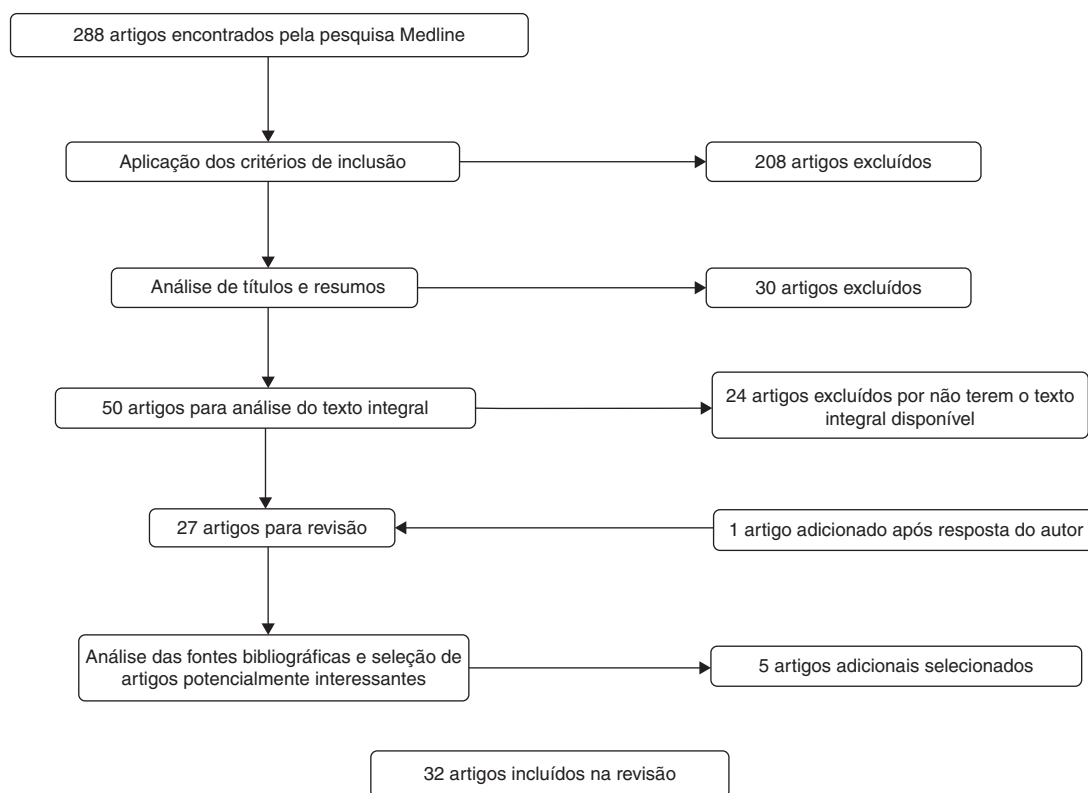 288 artigos encontrados pela pesquisa Medline
Aplicação dos critérios de inclusão
208 artigos excluídos
Análise de títulos e resumos
30 artigos excluídos
50 artigos para análise do texto integral
24 artigos excluídos por não terem o texto
integral disponível
27 artigos para revisão
1 artigo adicionado após resposta do autor
Análise das fontes bibliográficas e seleção de
artigos potencialmente interessantes
5 artigos adicionais selecionados
32 artigos incluídos na revisão